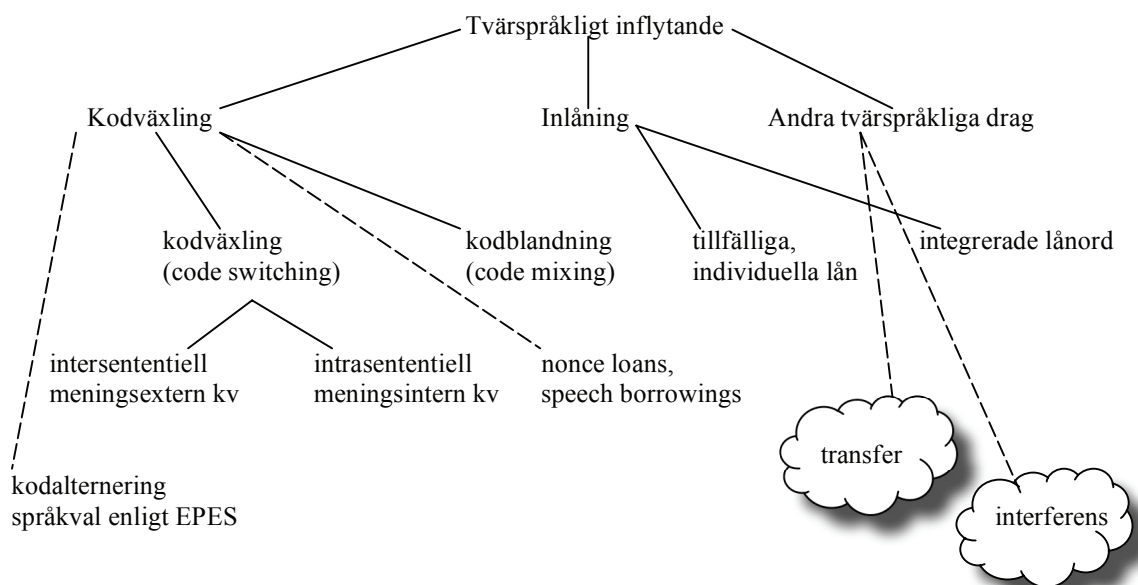 Tvärspråkligt inflytande
Kodväxling
Inlåning
Andra tvärspråkliga drag
kodväxling
(code switching)
kodblandning
(code mixing)
tillfälliga,
individuella lån
integrerade lånord
intersententiell
meningsextern kv
intrasententiell
meningsintern kv
nonce loans,
speech borrowings
transfer
kodalternering
språkval enligt EPES
interferens